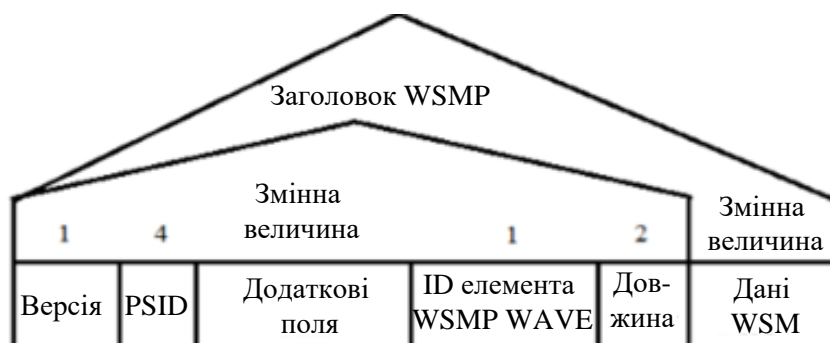 Заголовок WSMP
Змінна
величина
Змінна
величина
1
4
1
2
Версія
PSID
Додаткові
поля
ID елемента
WSMP WAVE
Дов-
жина
Дані
WSM